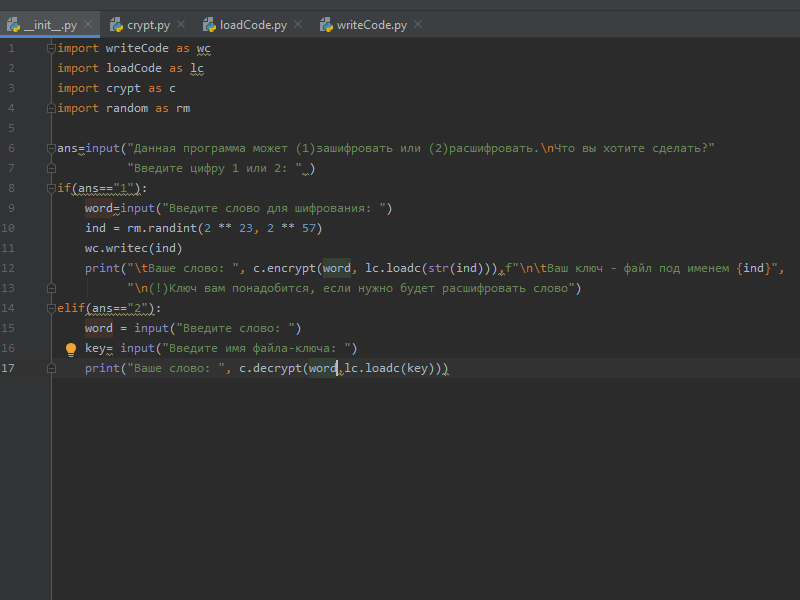 __init__.py crypt.py loadCode.py writeCode.py
1 import writeCode as wc
2 import loadCode as lc
3 import crypt as c
4 import random as rm
5
6 ans=input("Данная программа может (1)зашифровать или (2)расшифровать.\nЧто вы хотите сделать?"
7 "Введите цифру 1 или 2: " )
8 if(ans=="1"):
9 word=input("Введите слово для шифрования: ")
10 ind = rm.randint(2 ** 23, 2 ** 57)
11 wc.writec(ind)
12 print("\tВаше слово: ", c.encrypt(word, lc.loadc(str(ind))),f"\n\tВаш ключ - файл под именем {ind}",
13 "\n(!)Ключ вам понадобится, если нужно будет расшифровать слово")
14 elif(ans=="2"):
15 word = input("Введите слово: ")
16 key= input("Введите имя файла-ключа: ")
17 print("Ваше слово: ", c.decrypt(word,lc.loadc(key)))